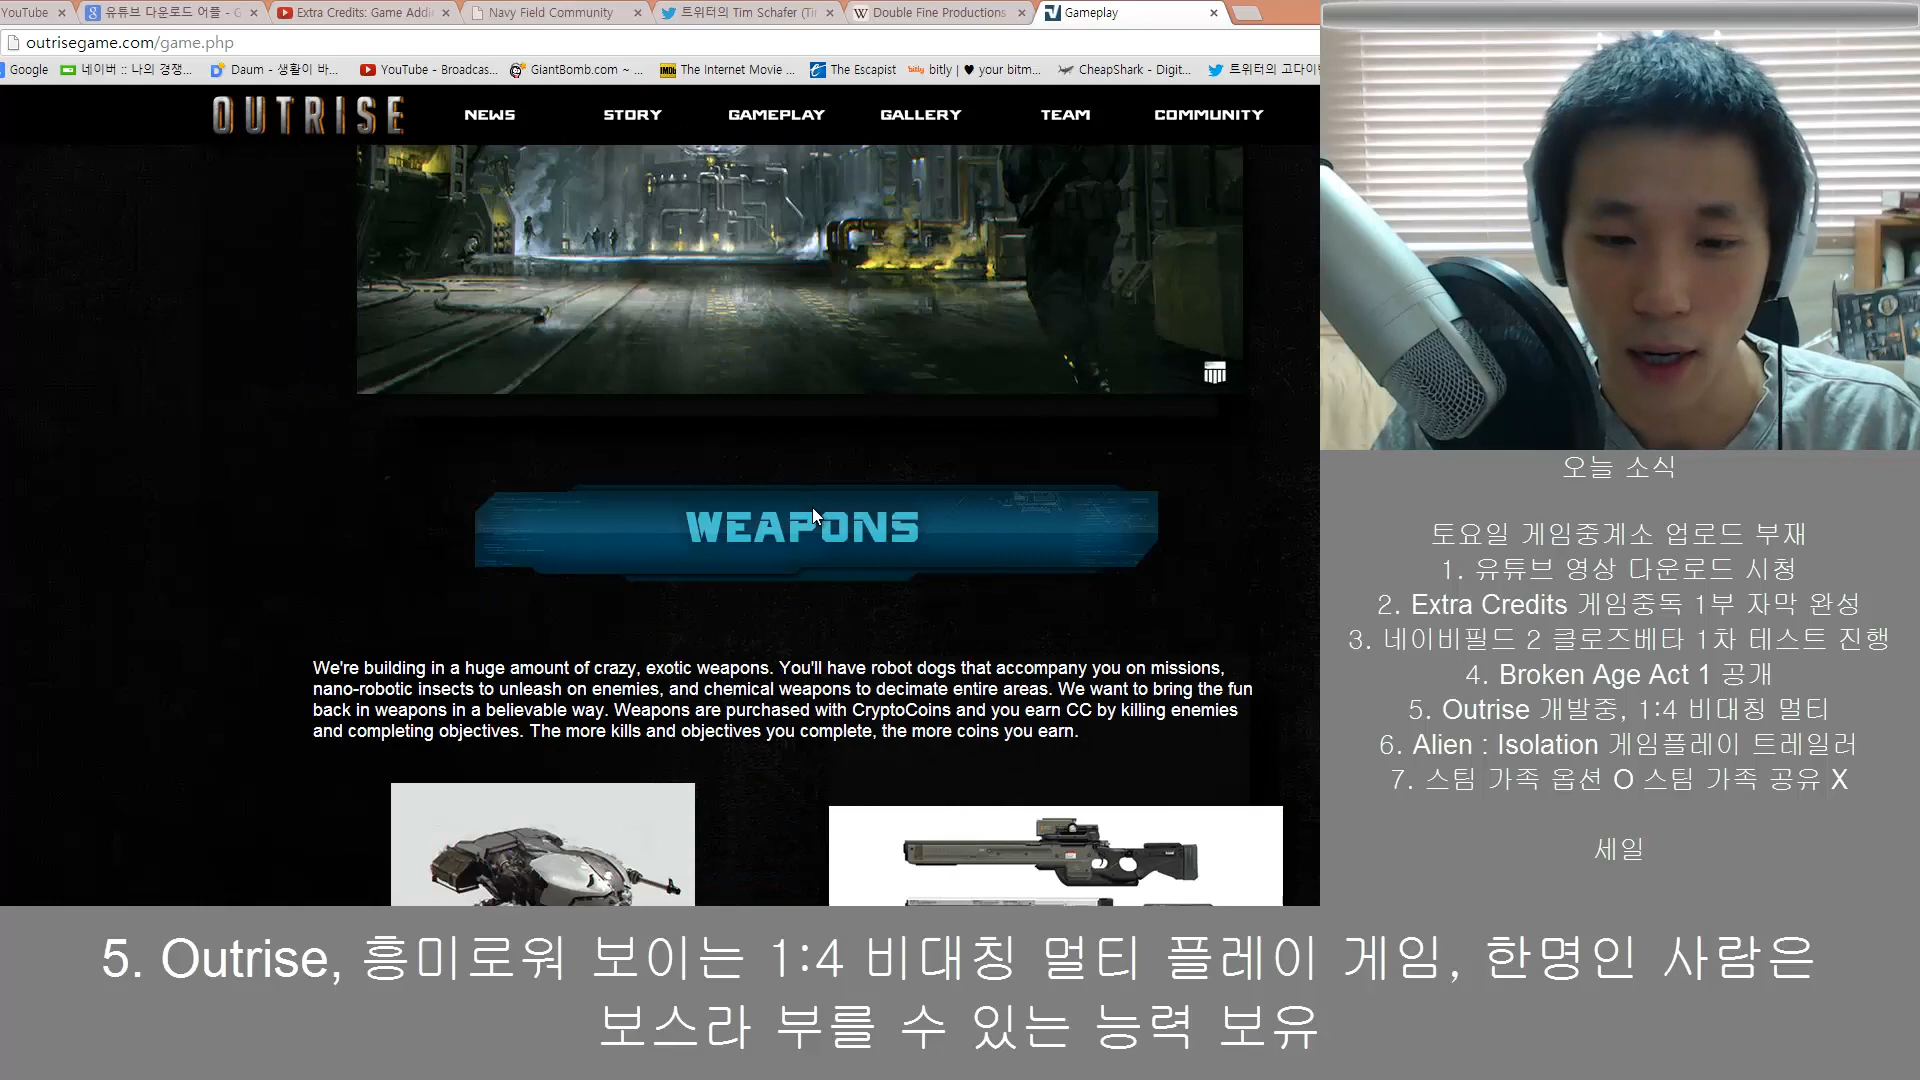 YouTube
유튜브 다운로드 어플 - G
Extra Credits: Game Addi
Navy Field Community
트위터의 Tim Schafer (Ti
Double Fine Productions
Gameplay
outrisegame.com/game.php
Google
네이버 :: 나의 경쟁...
Daum - 생활이 바...
YouTube - Broadcas...
GiantBomb.com ~ ...
The Internet Movie ...
The Escapist
bitly | ♥ your bitm...
CheapShark - Digit...
트위터의 고다이
OUTRISE
NEWS
STORY
GAMEPLAY
GALLERY
TEAM
COMMUNITY
WEAPONS
We're building in a huge amount of crazy, exotic weapons. You'll have robot dogs that accompany you on missions,
nano-robotic insects to unleash on enemies, and chemical weapons to decimate entire areas. We want to bring the fun
back in weapons in a believable way. Weapons are purchased with CryptoCoins and you earn CC by killing enemies
and completing objectives. The more kills and objectives you complete, the more coins you earn.
오늘 소식
토요일 게임중계소 업로드 부재
1. 유튜브 영상 다운로드 시청
2. Extra Credits 게임중독 1부 자막 완성
3. 네이비필드 2 클로즈베타 1차 테스트 진행
4. Broken Age Act 1 공개
5. Outrise 개발중, 1:4 비대칭 멀티
6. Alien : Isolation 게임플레이 트레일러
7. 스팀 가족 옵션 O 스팀 가족 공유 X
세일
5. Outrise, 흥미로워 보이는 1:4 비대칭 멀티 플레이 게임, 한명인 사람은
보스라 부를 수 있는 능력 보유